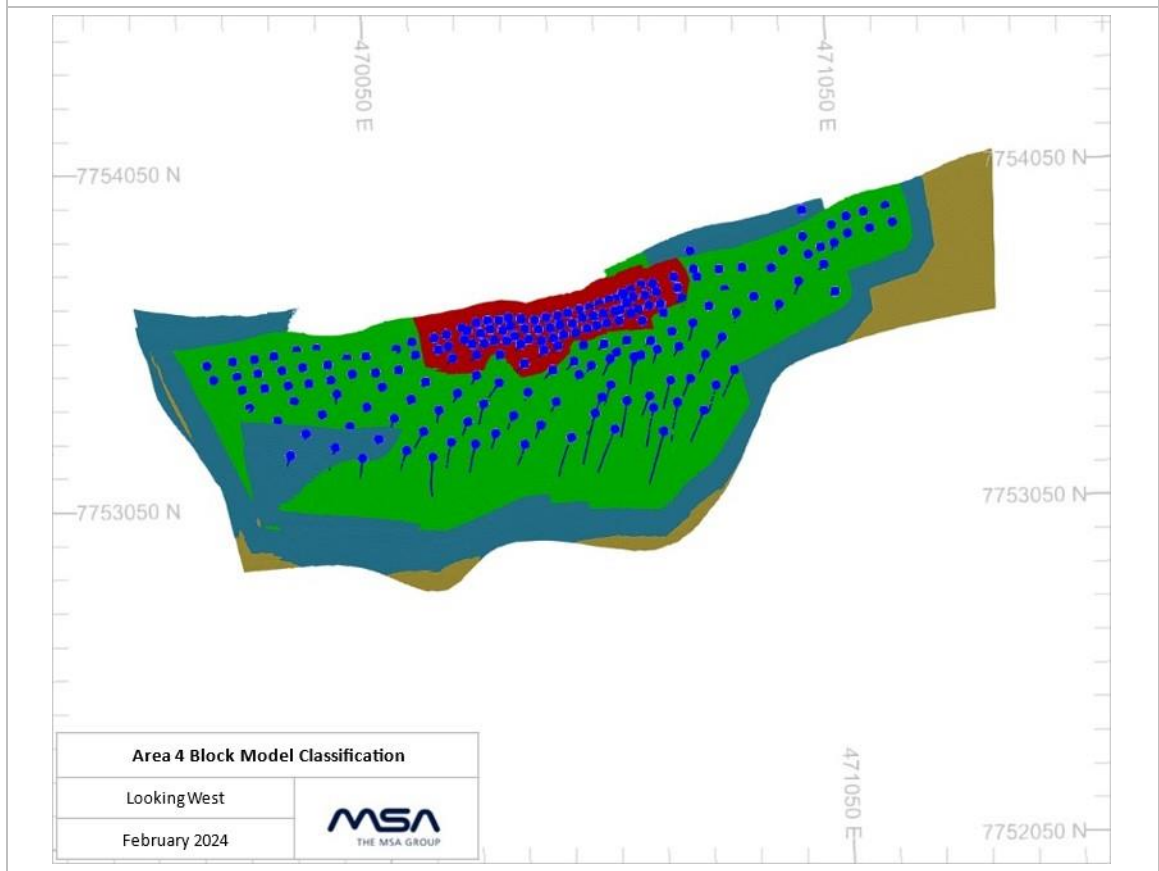 470050 E
471050 E
7754050 N
7754050 N
7753050 N
7753050 N
471050 E
7752050 N
Area 4 Block Model Classification
Looking West
February 2024
MSA
THE MSA GROUP